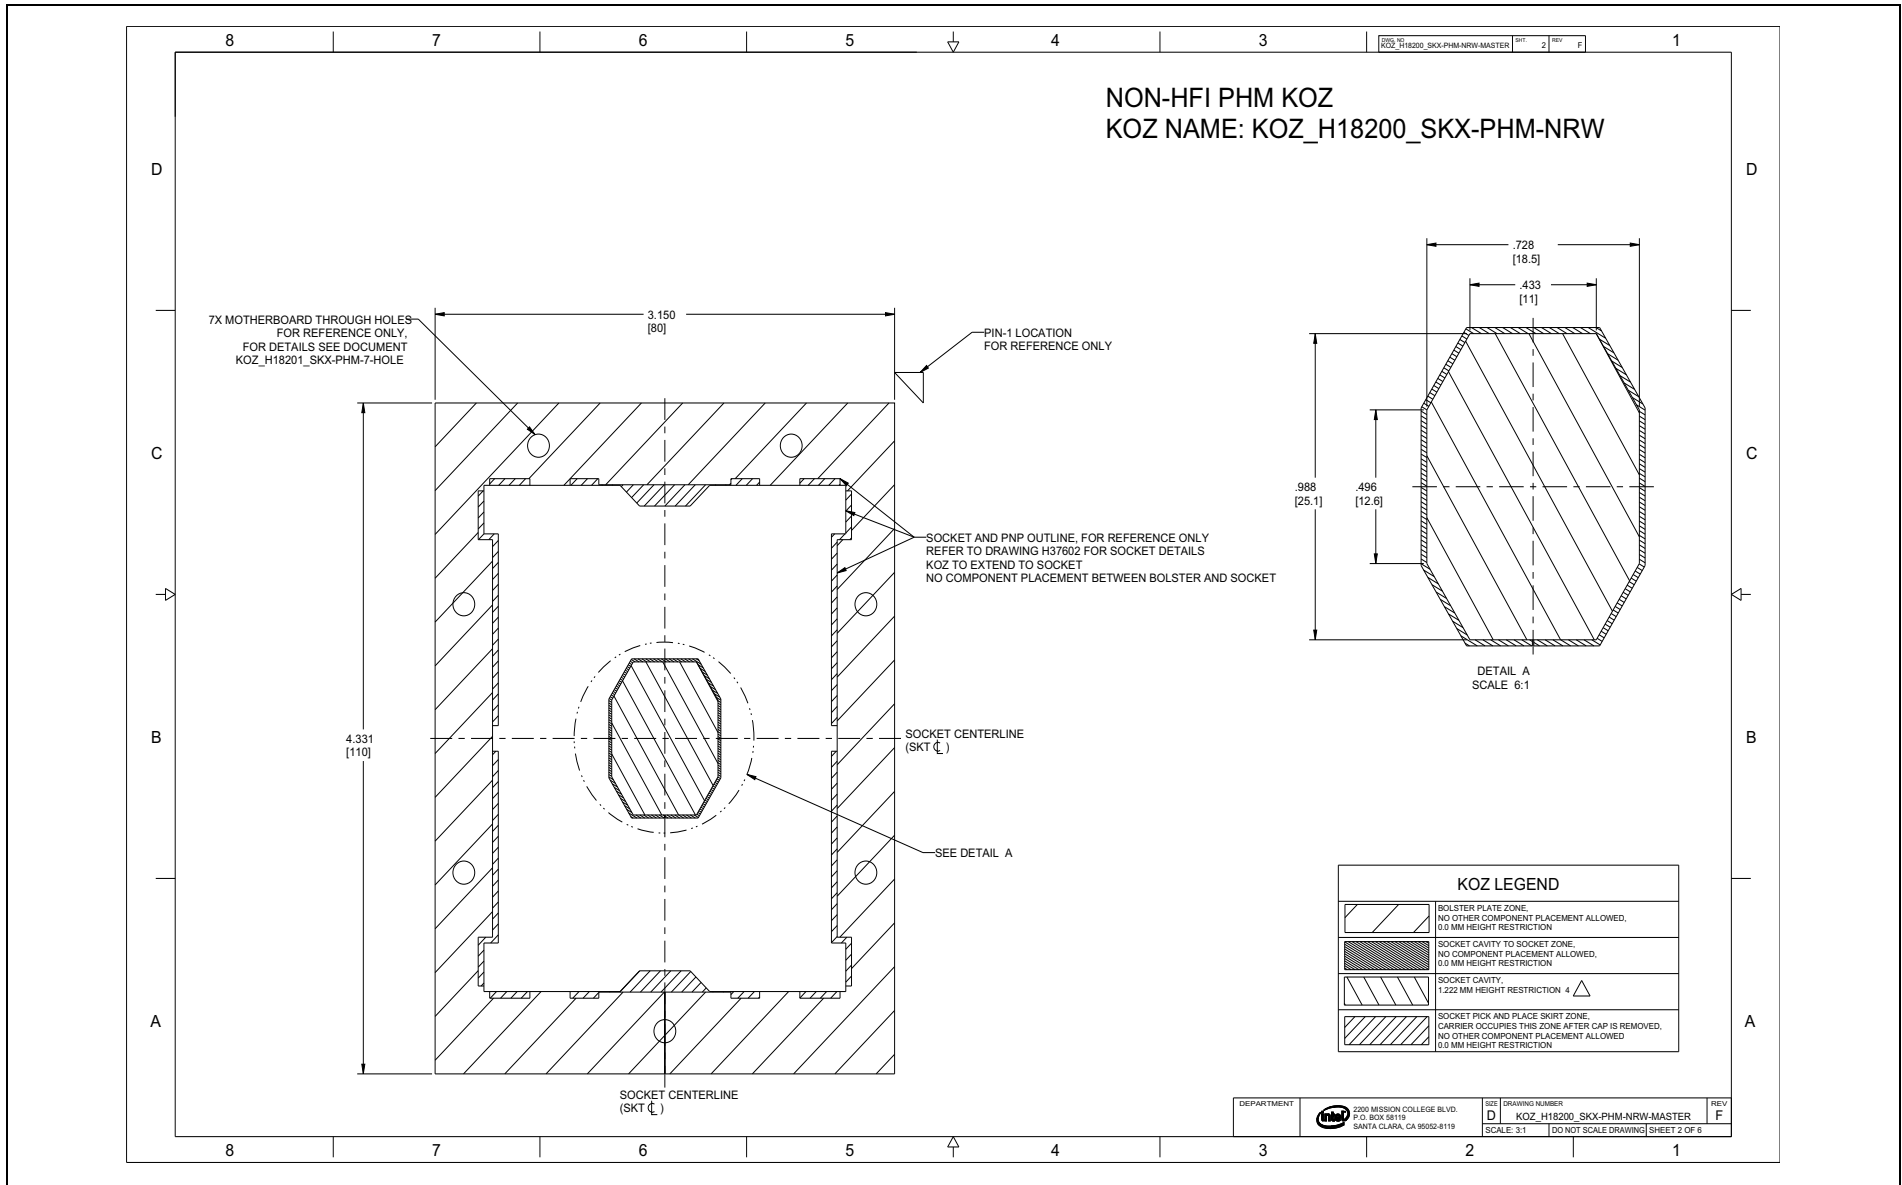 8 7 6 5 4 3 1
DWG. NO
KOZ_H18200_SKX-PHM-NRW-MASTER
SHT. 2
REV F
NON-HFI PHM KOZ
KOZ NAME: KOZ_H18200_SKX-PHM-NRW
D D
.728
[18.5]
.433
[11]
7X MOTHERBOARD THROUGH HOLES
FOR REFERENCE ONLY,
FOR DETAILS SEE DOCUMENT
KOZ_H18201_SKX-PHM-7-HOLE
3.150
[80]
PIN-1 LOCATION
FOR REFERENCE ONLY
C C
.988
[25.1]
.496
[12.6]
SOCKET AND PNP OUTLINE, FOR REFERENCE ONLY
REFER TO DRAWING H37602 FOR SOCKET DETAILS
KOZ TO EXTEND TO SOCKET
NO COMPONENT PLACEMENT BETWEEN BOLSTER AND SOCKET
DETAIL A
SCALE 6:1
B B
4.331
[110]
SOCKET CENTERLINE
(SKT ℄ )
SEE DETAIL A
KOZ LEGEND
BOLSTER PLATE ZONE,
NO OTHER COMPONENT PLACEMENT ALLOWED,
0.0 MM HEIGHT RESTRICTION
SOCKET CAVITY TO SOCKET ZONE,
NO COMPONENT PLACEMENT ALLOWED,
0.0 MM HEIGHT RESTRICTION
SOCKET CAVITY,
1.222 MM HEIGHT RESTRICTION 4
SOCKET PICK AND PLACE SKIRT ZONE,
CARRIER OCCUPIES THIS ZONE AFTER CAP IS REMOVED,
NO OTHER COMPONENT PLACEMENT ALLOWED
0.0 MM HEIGHT RESTRICTION
A A
SOCKET CENTERLINE
(SKT ℄ )
DEPARTMENT
intel
2200 MISSION COLLEGE BLVD.
P.O. BOX 58119
SANTA CLARA, CA 95052-8119
SIZE D
DRAWING NUMBER
KOZ_H18200_SKX-PHM-NRW-MASTER
REV F
SCALE: 3:1
DO NOT SCALE DRAWING
SHEET 2 OF 6
8 7 6 5 4 3 2 1